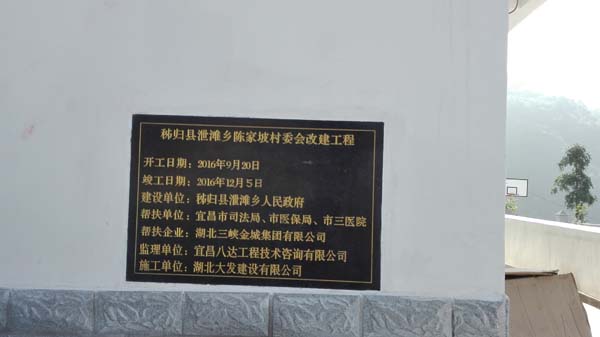 秭归县泄滩乡陈家坡村委会改建工程
开工日期：2016年9月20日
竣工日期：2016年12月5日
建设单位：秭归县泄滩乡人民政府
帮扶单位：宜昌市司法局、市医保局、市三医院
帮扶企业：湖北三峡金城集团有限公司
监理单位：宜昌八达工程技术咨询有限公司
施工单位：湖北大发建设有限公司